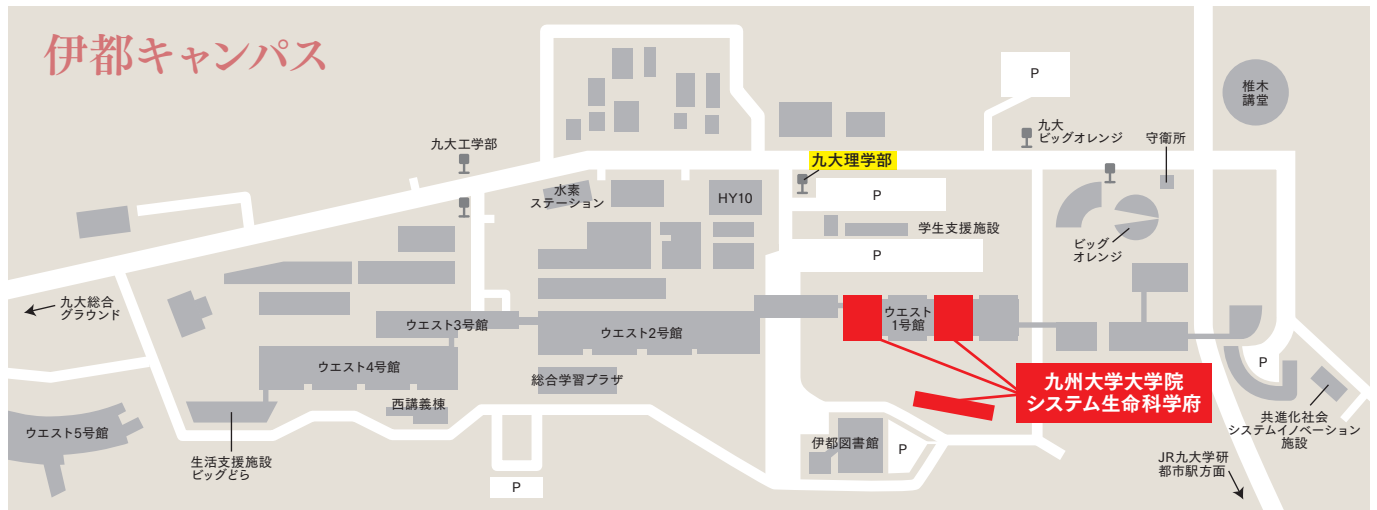 伊都キャンパス
P
椎木
講堂
九大
ビッグオレンジ
守衛所
九大工学部
九大理学部
水素
ステーション
HY10
P
学生支援施設
P
ビッグ
オレンジ
九大総合
グラウンド
ウエスト3号館
ウエスト2号館
ウエスト
1号館
ウエスト4号館
総合学習プラザ
P
九州大学大学院
システム生命科学府
西講義棟
共進化社会
システムイノベーション
施設
ウエスト5号館
伊都図書館
P
生活支援施設
ビッグどら
JR九大学研
都市駅方面
P